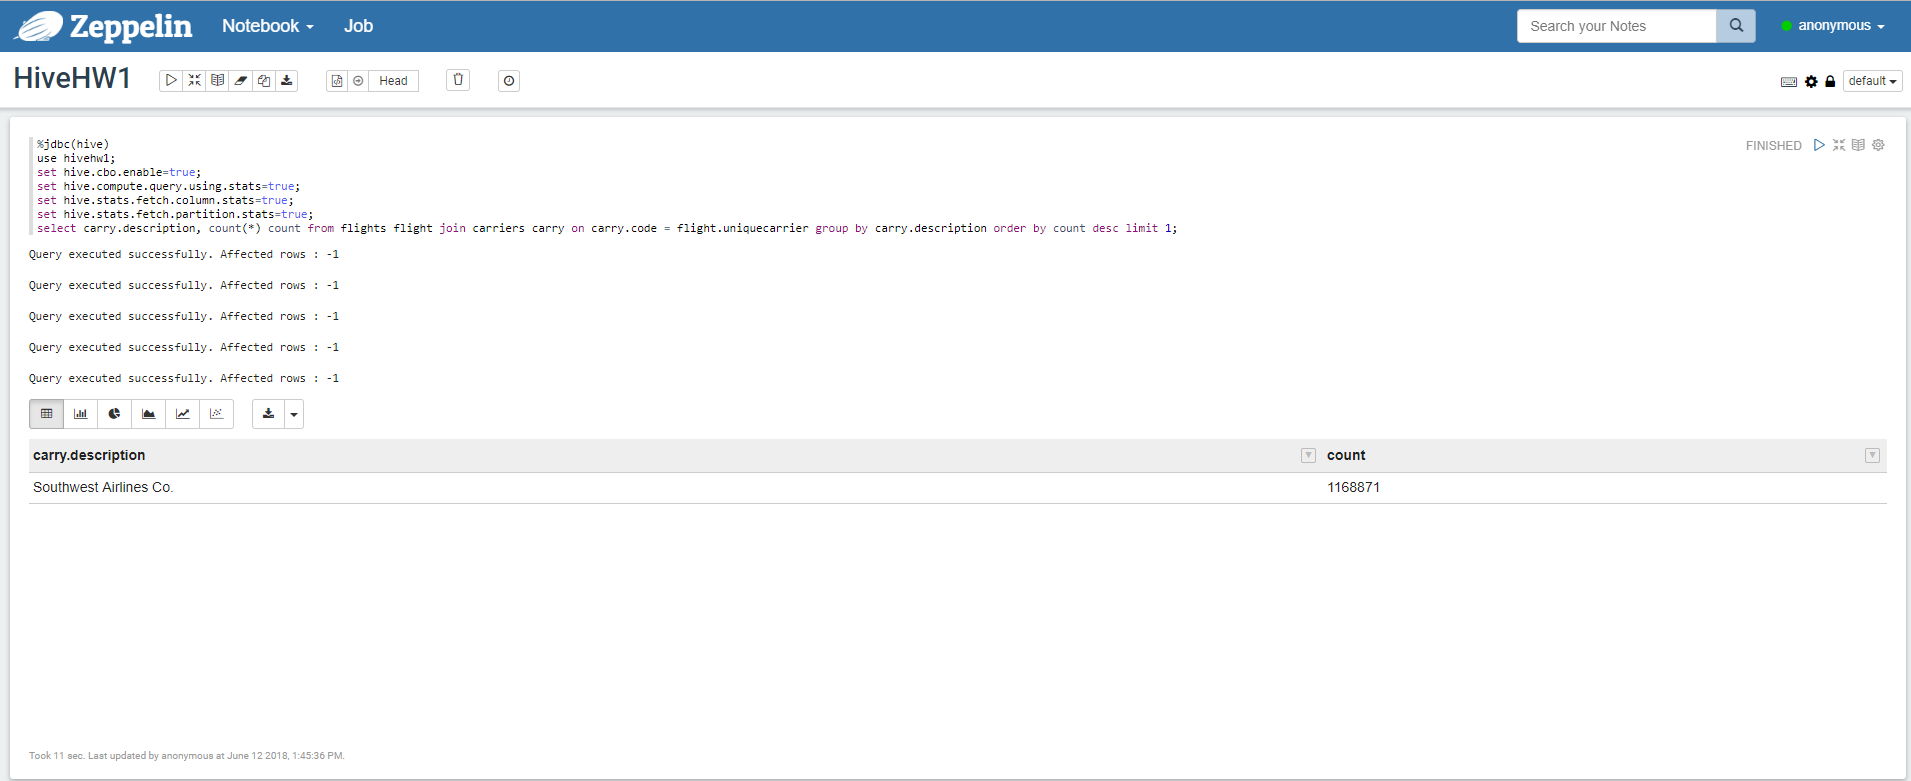 Zeppelin Notebook Job Search your Notes anonymous
HiveHW1 Head default
%jdbc(hive) FINISHED
use hivehw1;
set hive.cbo.enable=true;
set hive.compute.query.using.stats=true;
set hive.stats.fetch.column.stats=true;
set hive.stats.fetch.partition.stats=true;
select carry.description, count(*) count from flights flight join carriers carry on carry.code = flight.uniquecarrier group by carry.description order by count desc limit 1;
Query executed successfully. Affected rows : -1
Query executed successfully. Affected rows : -1
Query executed successfully. Affected rows : -1
Query executed successfully. Affected rows : -1
Query executed successfully. Affected rows : -1
carry.description count
Southwest Airlines Co. 1168871
Took 11 sec. Last updated by anonymous at June 12 2018, 1:45:36 PM.